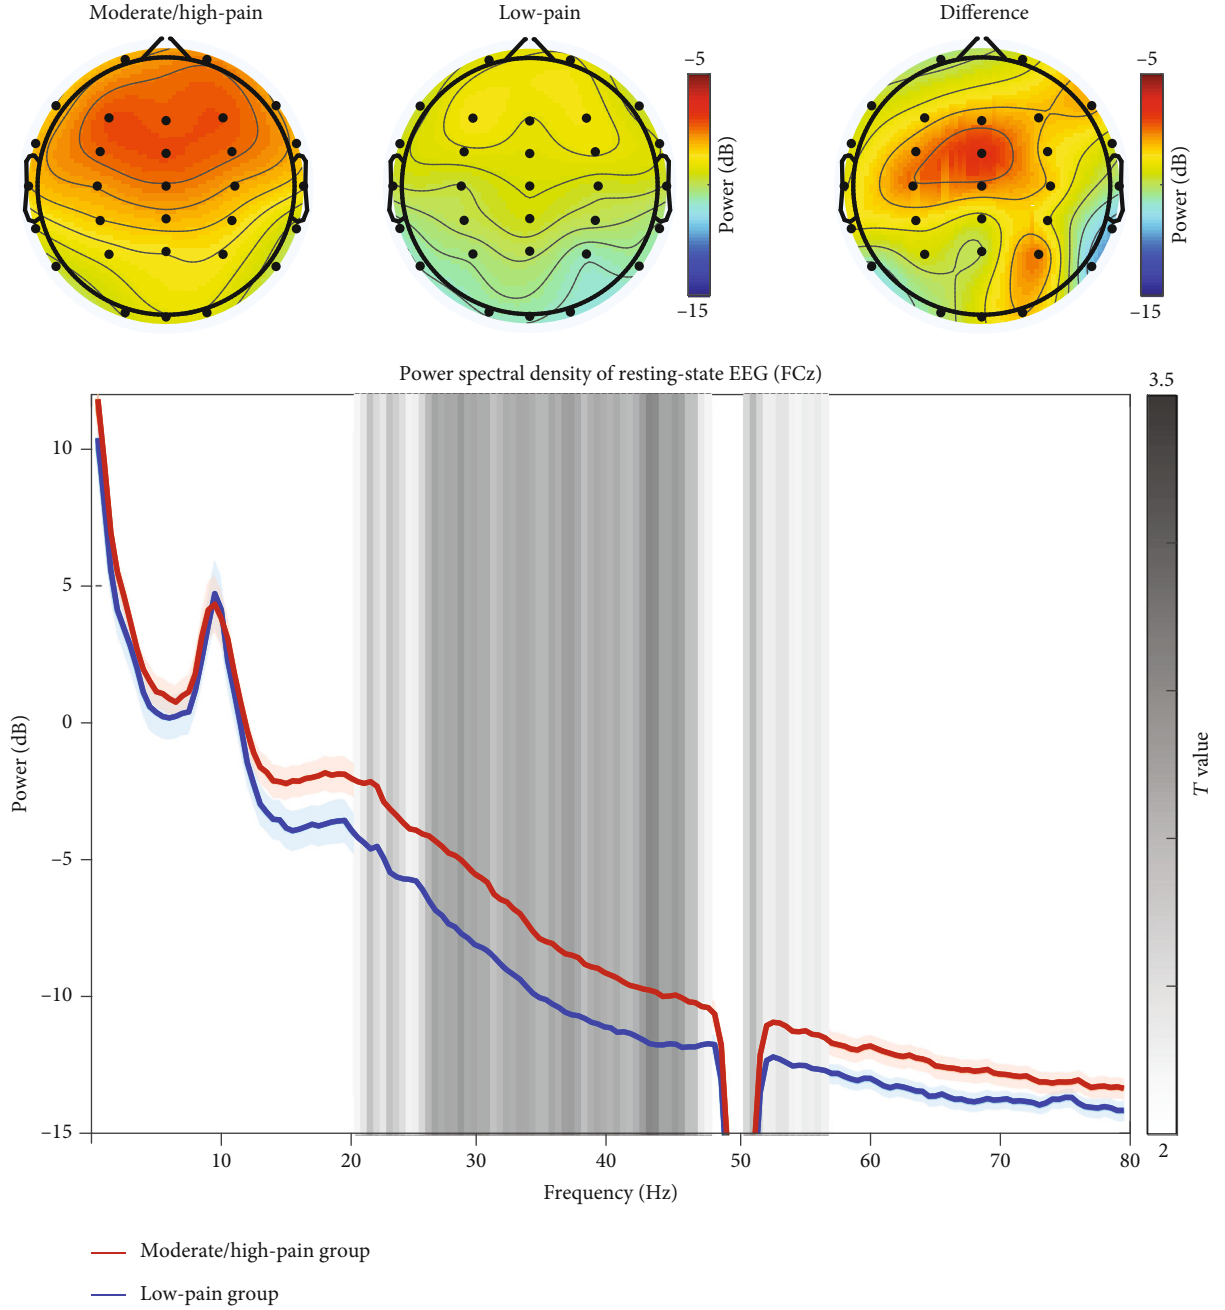 Moderate/high-pain
Low-pain
Difference
−5
Power (dB)
−15
−5
Power (dB)
−15
Power spectral density of resting-state EEG (FCz)
3.5
T value
2
Power (dB)
10
5
0
−5
−10
−15
10
20
30
40
50
60
70
80
Frequency (Hz)
Moderate/high-pain group
Low-pain group